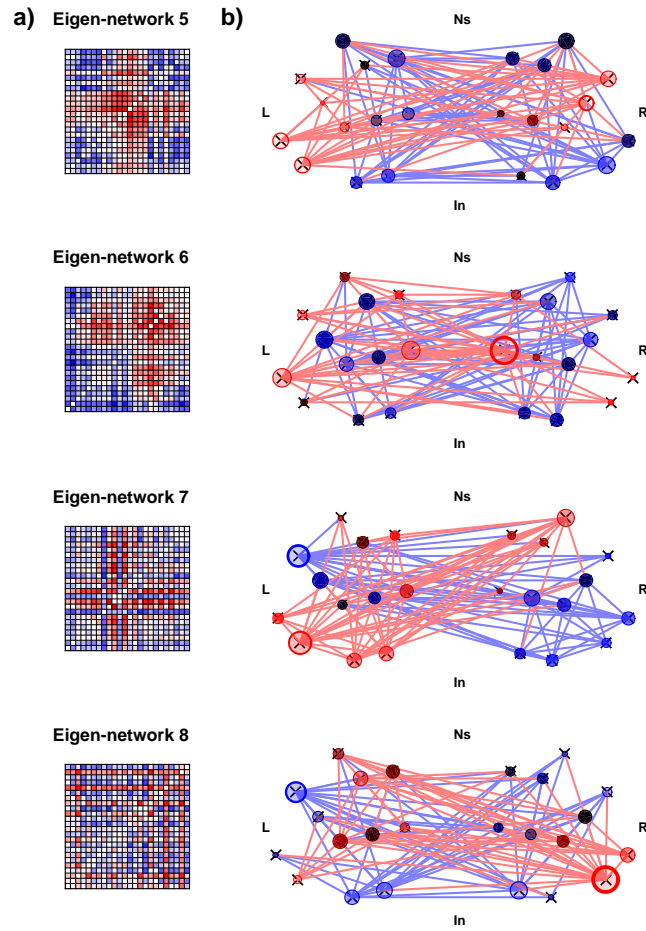 a)
Eigen-network 5
b)
Ns
L
R
In
Eigen-network 6
Ns
L
R
In
Eigen-network 7
Ns
L
R
In
Eigen-network 8
Ns
L
R
In